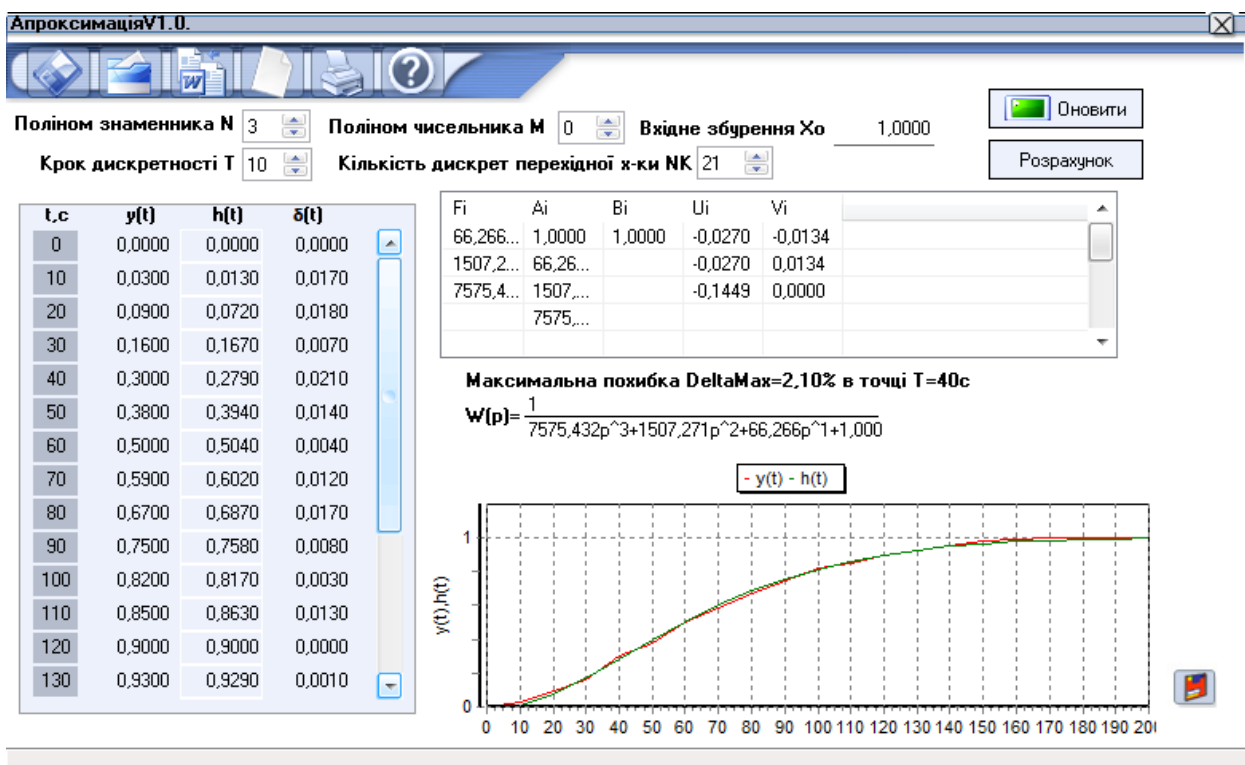 АпроксимаціяV1.0.
W
?
Поліном знаменника N 3 Поліном чисельника M 0 Вхідне збурення Xo 1,0000 Оновити
Крок дискретності T 10 Кількість дискрет перехідної х-ки NK 21 Розрахунок
t,c y(t) h(t) δ(t)
0 0,0000 0,0000 0,0000
10 0,0300 0,0130 0,0170
20 0,0900 0,0720 0,0180
30 0,1600 0,1670 0,0070
40 0,3000 0,2790 0,0210
50 0,3800 0,3940 0,0140
60 0,5000 0,5040 0,0040
70 0,5900 0,6020 0,0120
80 0,6700 0,6870 0,0170
90 0,7500 0,7580 0,0080
100 0,8200 0,8170 0,0030
110 0,8500 0,8630 0,0130
120 0,9000 0,9000 0,0000
130 0,9300 0,9290 0,0010
Fi Ai Bi Ui Vi
66,266... 1,0000 1,0000 -0,0270 -0,0134
1507,2... 66,26... -0,0270 0,0134
7575,4... 1507,... -0,1449 0,0000
7575,...
Максимальна похибка DeltaMax=2,10% в точці T=40c
1
W(p)=
7575,432p^3+1507,271p^2+66,266p^1+1,000
- y(t) - h(t)
1
y(t),h(t)
0
0 10 20 30 40 50 60 70 80 90 100 110 120 130 140 150 160 170 180 190 200